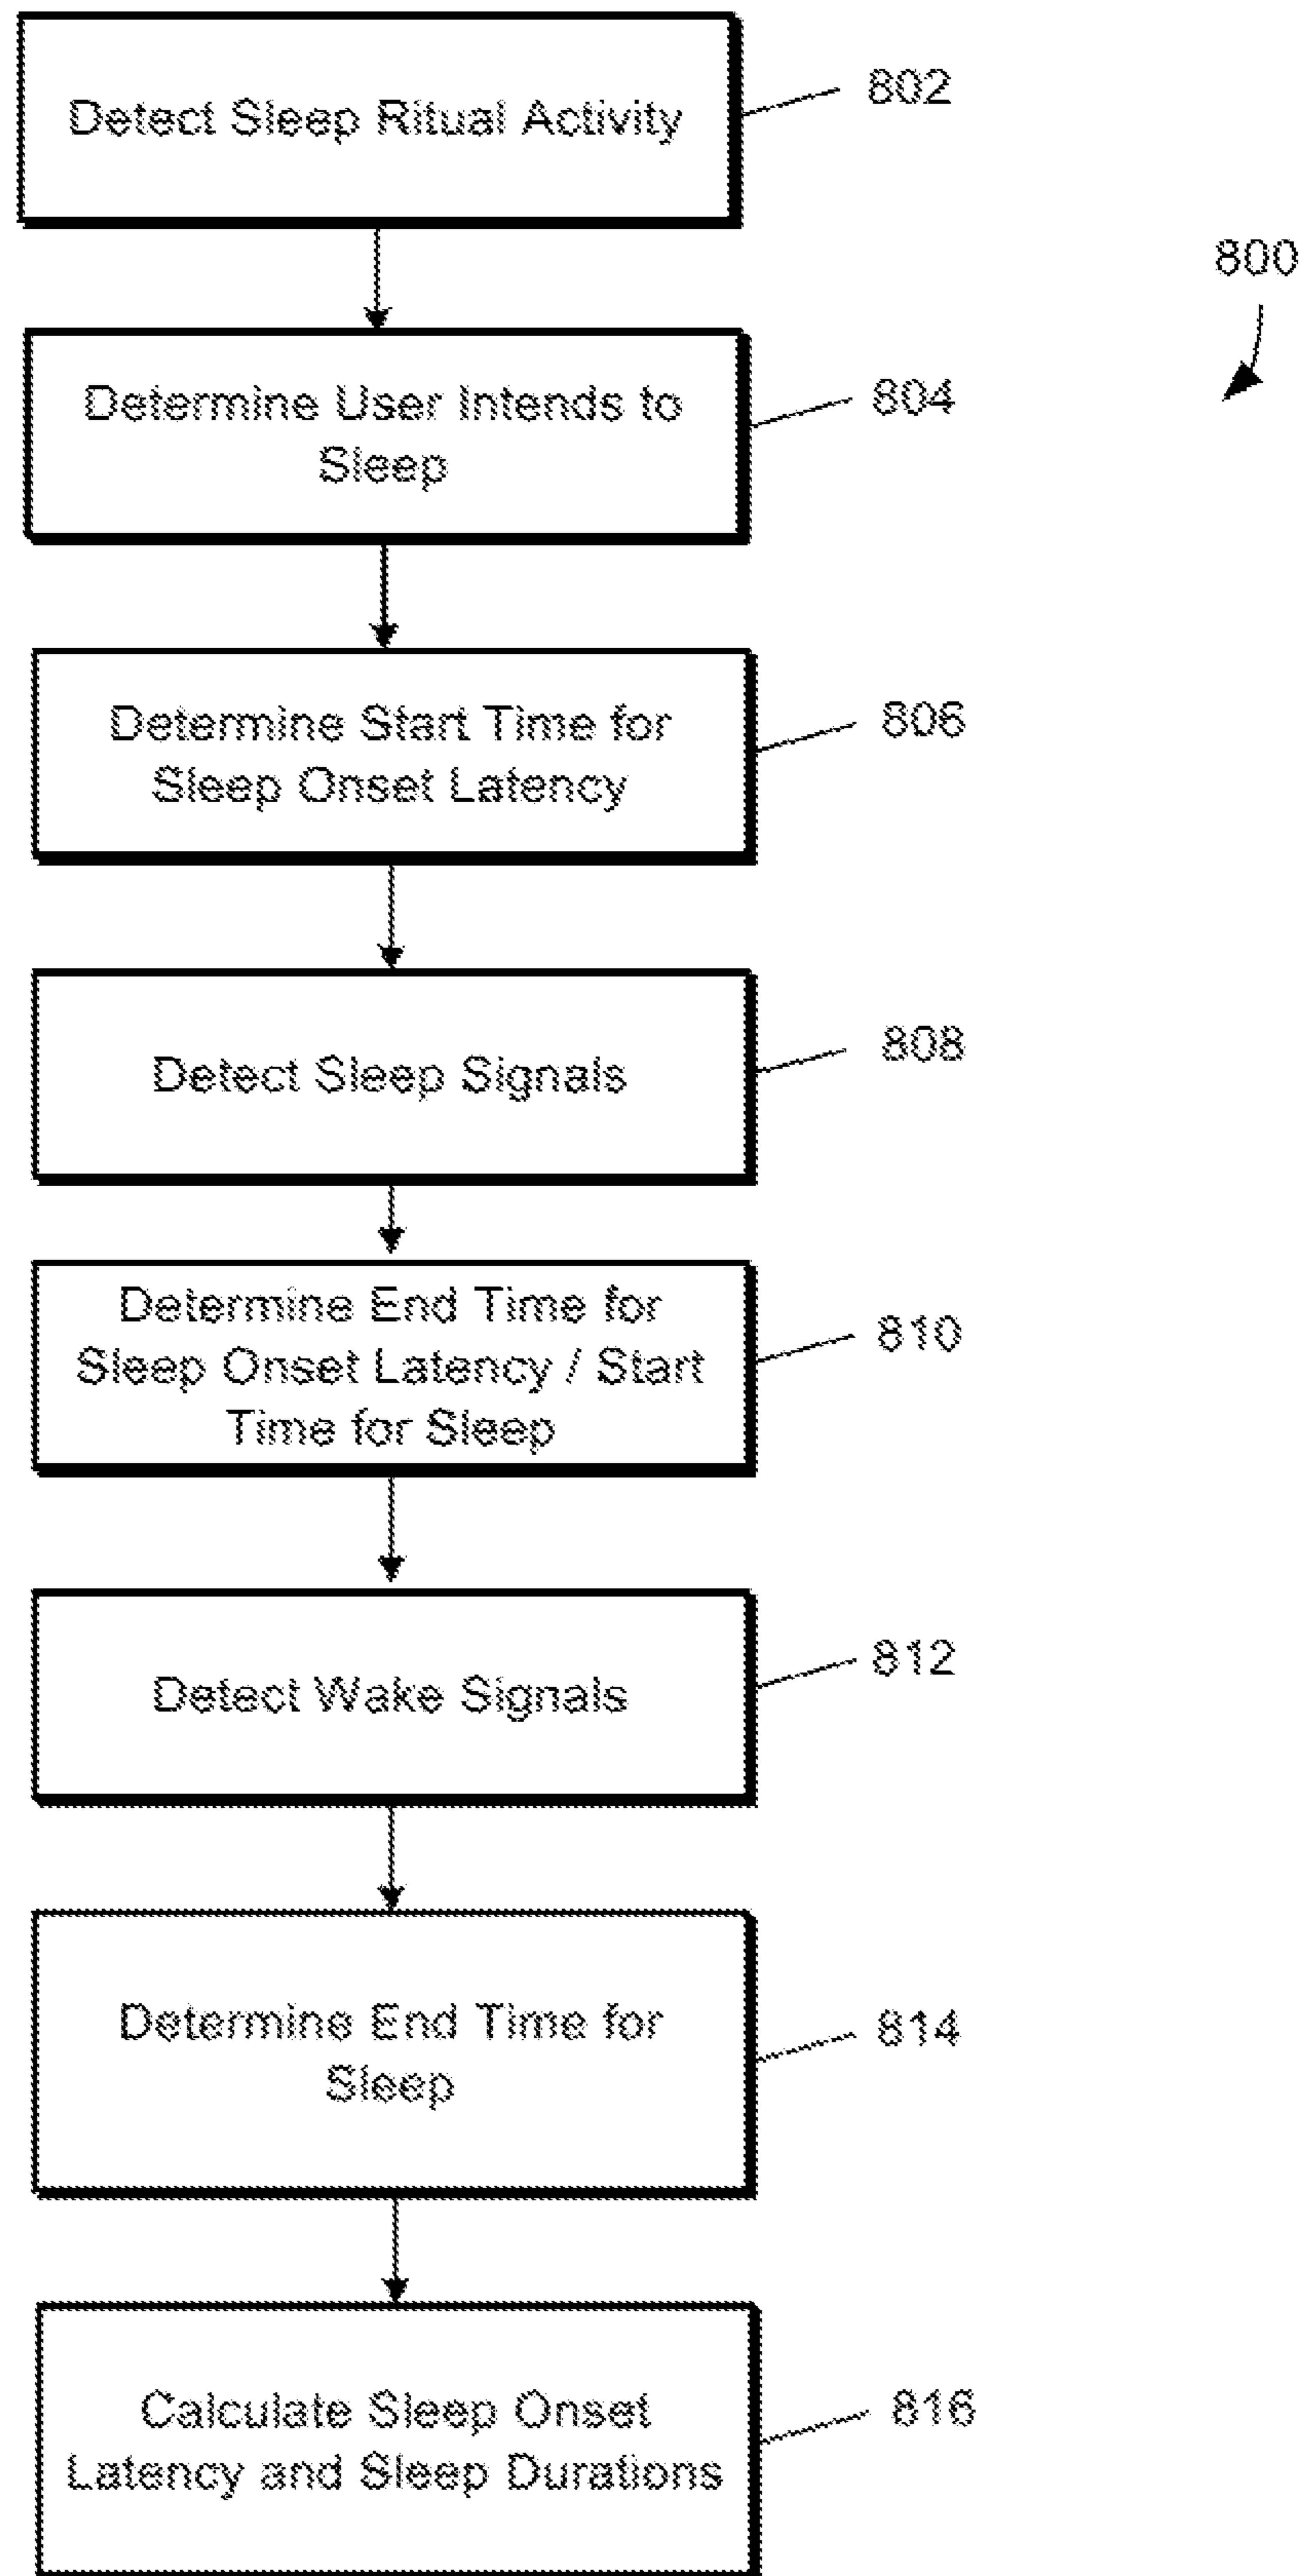 Detect Sleep Ritual Activity
802
800
Determine User Intends to
Sleep
804
Determine Start Time for
Sleep Onset Latency
806
Detect Sleep Signals
808
Determine End Time for
Sleep Onset Latency / Start
Time for Sleep
810
Detect Wake Signals
812
Determine End Time for
Sleep
814
Calculate Sleep Onset
Latency and Sleep Durations
816